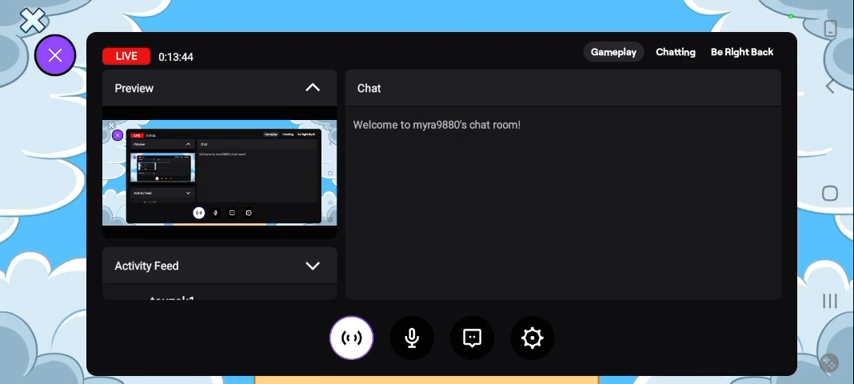 LIVE 0:13:44
Gameplay Chatting Be Right Back
Preview
Chat
Welcome to myra9880's chat room!
Activity Feed